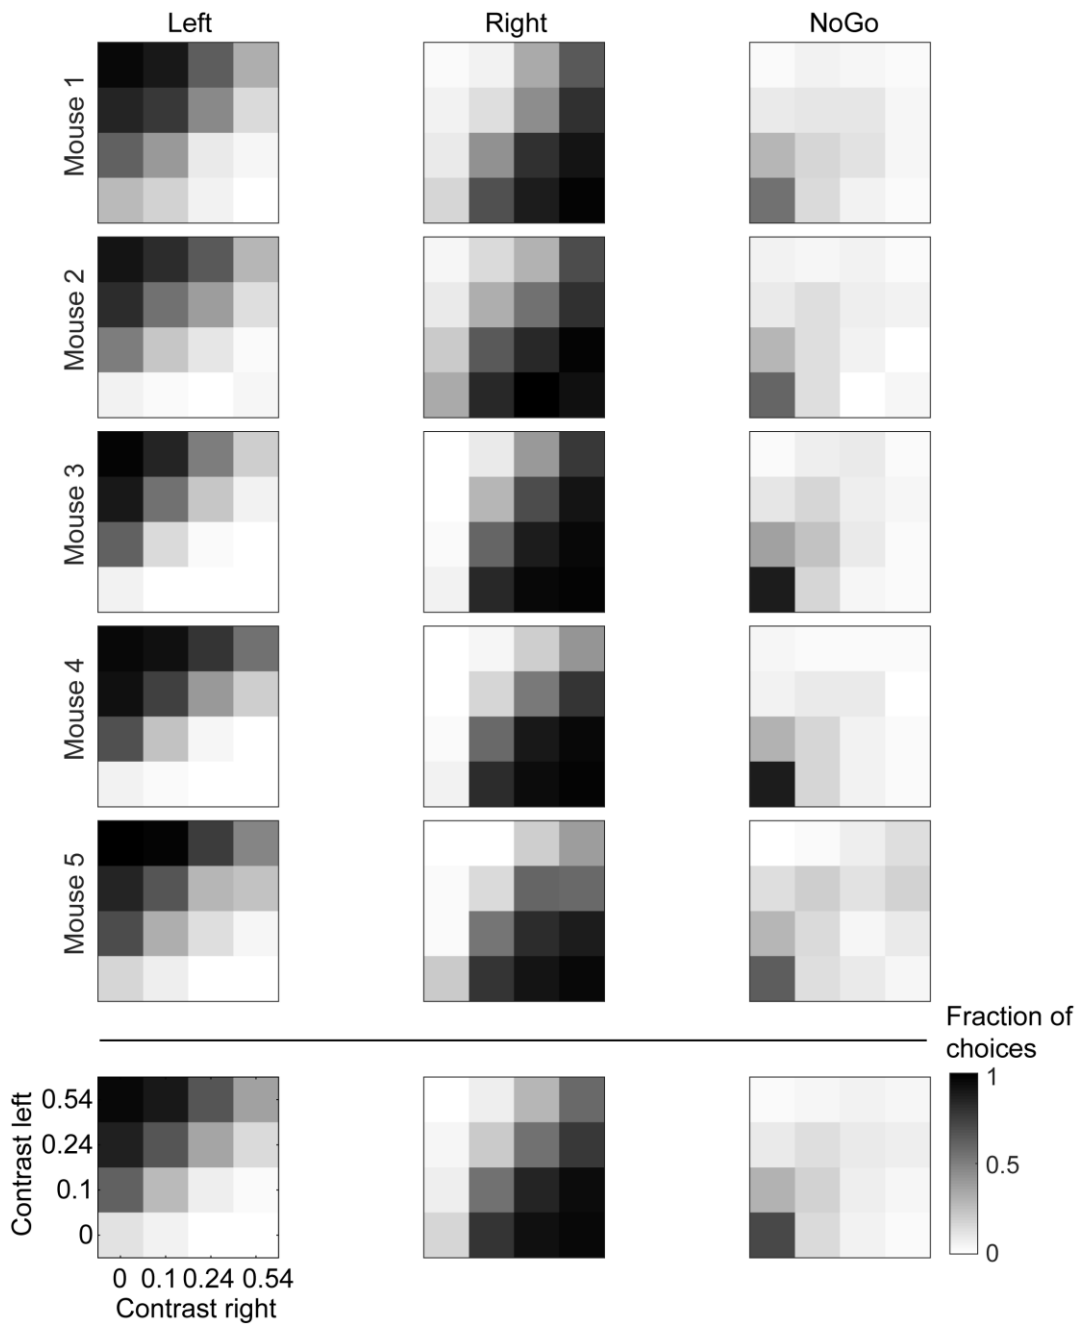 Left Right NoGo
Mouse 1
Mouse 2
Mouse 3
Mouse 4
Mouse 5
Fraction of
choices
1
0.5
0
Contrast left
0.54
0.24
0.1
0
0 0.1 0.24 0.54
Contrast right